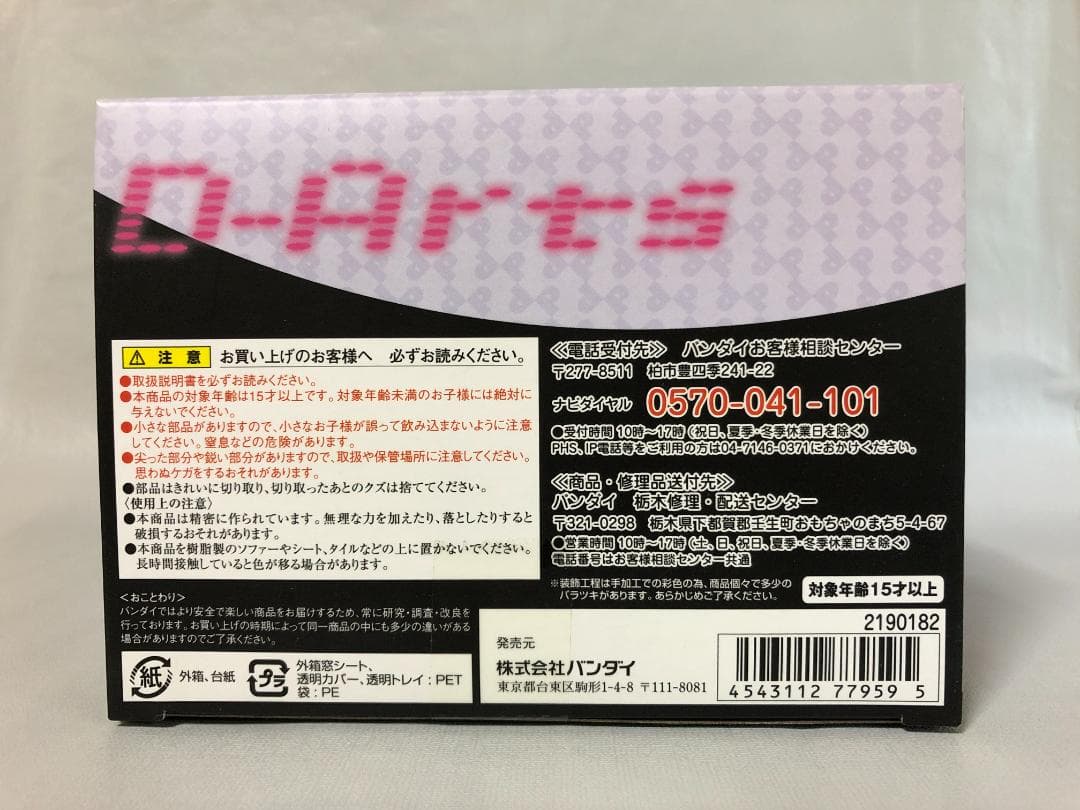 D-Arts
注意 お買い上げのお客様へ 必ずお読みください。
●取扱説明書を必ずお読みください。
●本商品の対象年齢は15才以上です。対象年齢未満のお子様には絶対に
与えないでください。
●小さな部品がありますので、小さなお子様が誤って飲み込まないように注意
してください。窒息などの危険があります。
●尖った部分や鋭い部分がありますので、取扱や保管場所に注意してください。
思わぬケガをするおそれがあります。
●部品はきれいに切り取り、切り取ったあとのクズは捨ててください。
〈使用上の注意〉
●本商品は精密に作られています。無理な力を加えたり、落としたりすると
破損するおそれがあります。
●本商品を樹脂製のソファーやシート、タイルなどの上に置かないでください。
長時間接触していると色が移る場合があります。
<おことわり>
バンダイではより安全で楽しい商品をお届けするため、常に研究・調査・改良を
行っております。お買い上げの時期によって同一商品の中にも多少の違いがある
場合がありますのでご了承ください。
紙 外箱、台紙
プラ 外箱窓シート、
透明カバー、透明トレイ:PET
袋:PE
≪電話受付先≫ バンダイお客様相談センター
〒277-8511 柏市豊四季241-22
ナビダイヤル 0570-041-101
●受付時間 10時〜17時(祝日、夏季・冬季休業日を除く)
PHS、IP電話等をご利用の方は04-7146-0371におかけください。
≪商品・修理品送付先≫
バンダイ 栃木修理・配送センター
〒321-0298 栃木県下都賀郡壬生町おもちゃのまち5-4-67
●営業時間 10時〜17時(土、日、祝日、夏季・冬季休業日を除く)
電話番号はお客様相談センター共通
※装飾工程は手加工での彩色の為、商品個々で多少の
バラツキがあります。あらかじめご了承ください。
対象年齢15才以上
2190182
発売元
株式会社バンダイ
東京都台東区駒形1-4-8 〒111-8081
4543112 77959 5